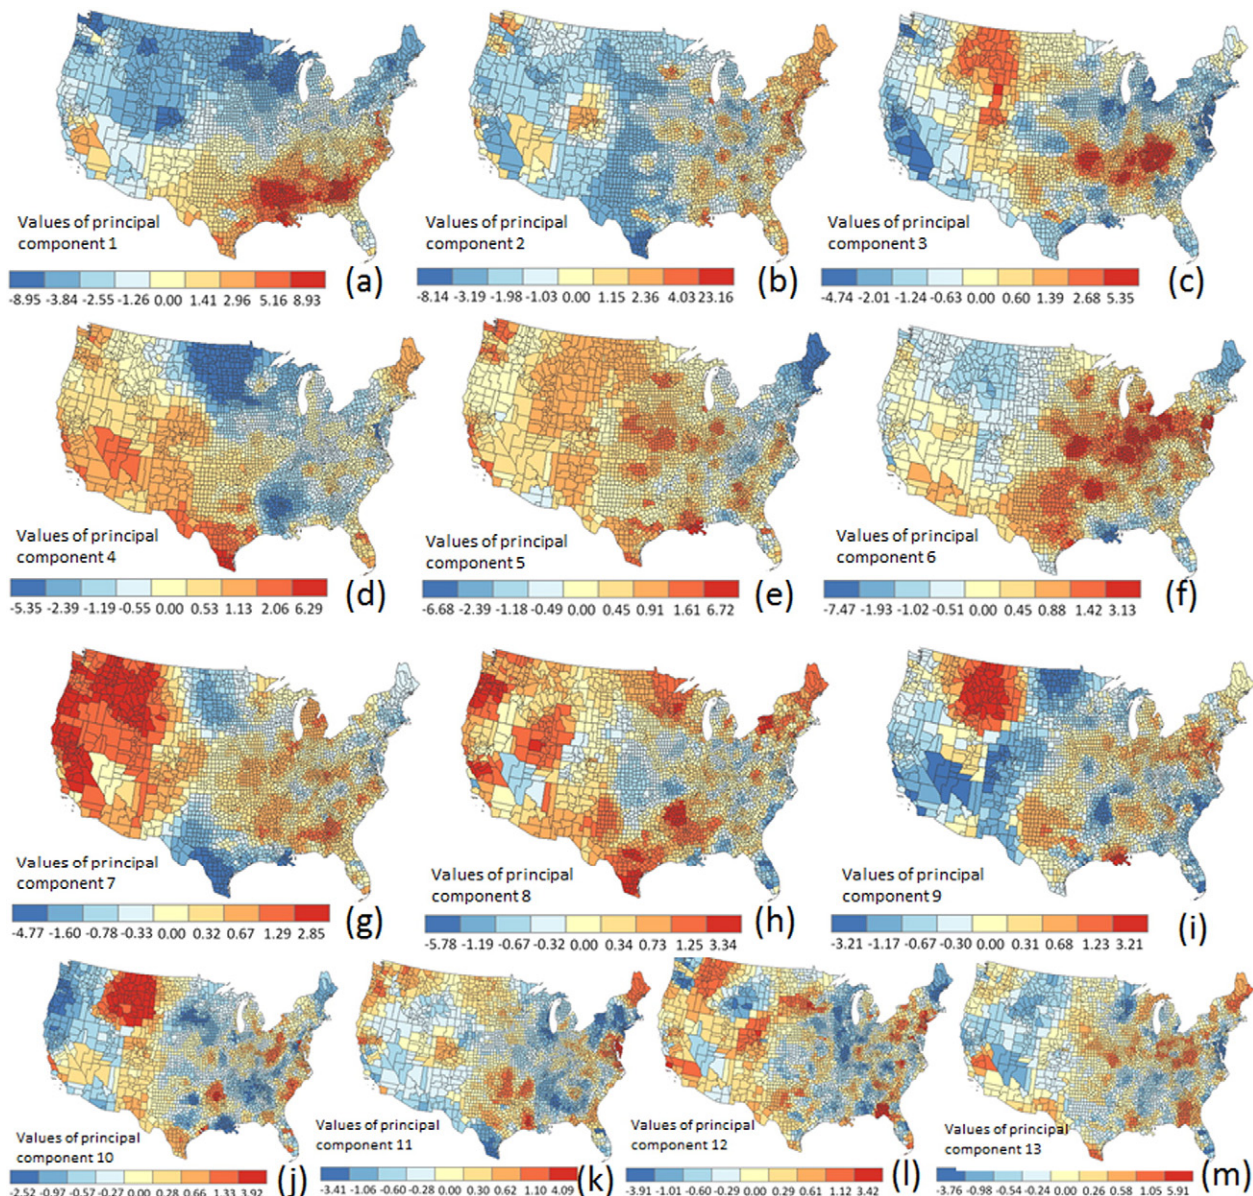 Values of principal
component 1
-8.95 -3.84 -2.55 -1.26 0.00 1.41 2.96 5.16 8.93
(a)
Values of principal
component 2
-8.14 -3.19 -1.98 -1.03 0.00 1.15 2.36 4.03 23.16
(b)
Values of principal
component 3
-4.74 -2.01 -1.24 -0.63 0.00 0.60 1.39 2.68 5.35
(c)
Values of principal
component 4
-5.35 -2.39 -1.19 -0.55 0.00 0.53 1.13 2.06 6.29
(d)
Values of principal
component 5
-6.68 -2.39 -1.18 -0.49 0.00 0.45 0.91 1.61 6.72
(e)
Values of principal
component 6
-7.47 -1.93 -1.02 -0.51 0.00 0.45 0.88 1.42 3.13
(f)
Values of principal
component 7
-4.77 -1.60 -0.78 -0.33 0.00 0.32 0.67 1.29 2.85
(g)
Values of principal
component 8
-5.78 -1.19 -0.67 -0.32 0.00 0.34 0.73 1.25 3.34
(h)
Values of principal
component 9
-3.21 -1.17 -0.67 -0.30 0.00 0.31 0.68 1.23 3.21
(i)
Values of principal
component 10
-2.52 -0.97 -0.57 -0.27 0.00 0.28 0.66 1.33 3.92
(j)
Values of principal
component 11
-3.41 -1.06 -0.60 -0.28 0.00 0.30 0.62 1.10 4.09
(k)
Values of principal
component 12
-3.91 -1.01 -0.60 -0.29 0.00 0.29 0.61 1.12 3.42
(l)
Values of principal
component 13
-3.76 -0.98 -0.54 -0.24 0.00 0.26 0.58 1.05 5.91
(m)